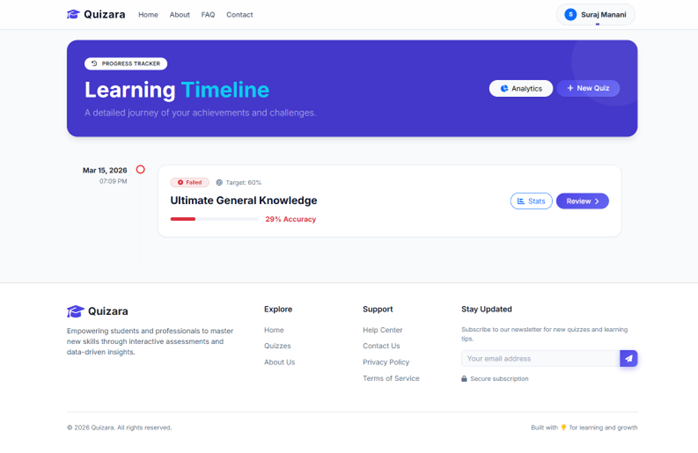 Quizara
Home About FAQ Contact
S Suraj Manani
PROGRESS TRACKER
Learning Timeline
A detailed journey of your achievements and challenges.
Analytics
+ New Quiz
Mar 15, 2026
07:09 PM
Failed
Target: 60%
Ultimate General Knowledge
29% Accuracy
Stats
Review
Quizara
Empowering students and professionals to master
new skills through interactive assessments and
data-driven insights.
Explore
Home
Quizzes
About Us
Support
Help Center
Contact Us
Privacy Policy
Terms of Service
Stay Updated
Subscribe to our newsletter for new quizzes and learning
tips.
Your email address
Secure subscription
© 2026 Quizara. All rights reserved.
Built with 💡 for learning and growth